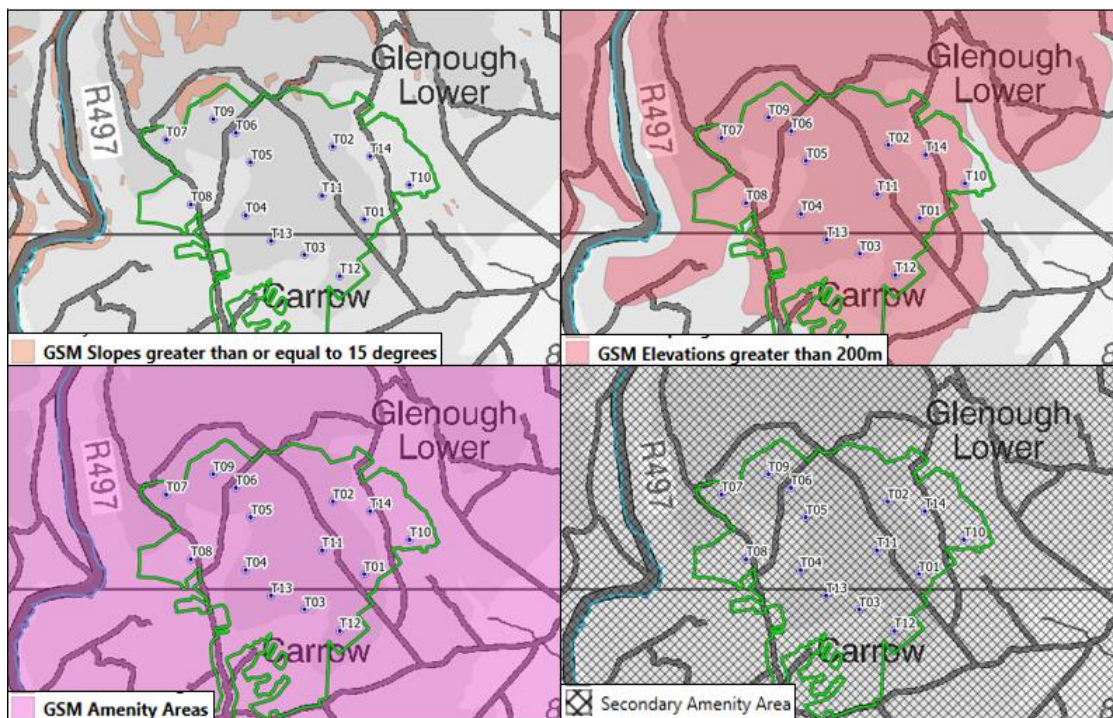 Glenough
Lower
R497
T09
T06
T07
T02
T14
T05
T10
T08
T11
T04
T01
T13
T03
T12
Carrow
GSM Slopes greater than or equal to 15 degrees
Glenough
Lower
R497
T09
T06
T07
T02
T14
T05
T10
T08
T11
T04
T01
T13
T03
T12
Carrow
GSM Elevations greater than 200m
Glenough
Lower
R497
T09
T06
T07
T02
T14
T05
T10
T08
T11
T04
T01
T13
T03
T12
Carrow
GSM Amenity Areas
Glenough
Lower
R497
T09
T06
T07
T02
T14
T05
T10
T08
T11
T04
T01
T13
T03
T12
Carrow
Secondary Amenity Area